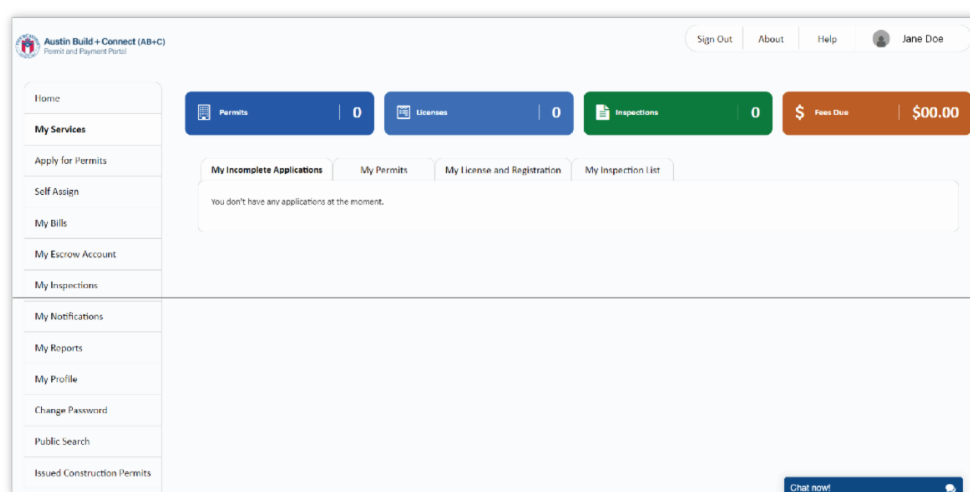 Austin Build + Connect (AB+C)
Permit and Payment Portal
Sign Out About Help Jane Doe
Home
My Services
Apply for Permits
Self Assign
My Bills
My Escrow Account
My Inspections
My Notifications
My Reports
My Profile
Change Password
Public Search
Issued Construction Permits
Permits 0
Licenses 0
Inspections 0
$ Fees Due $00.00
My Incomplete Applications My Permits My License and Registration My Inspection List
You don't have any applications at the moment.
Chat now!